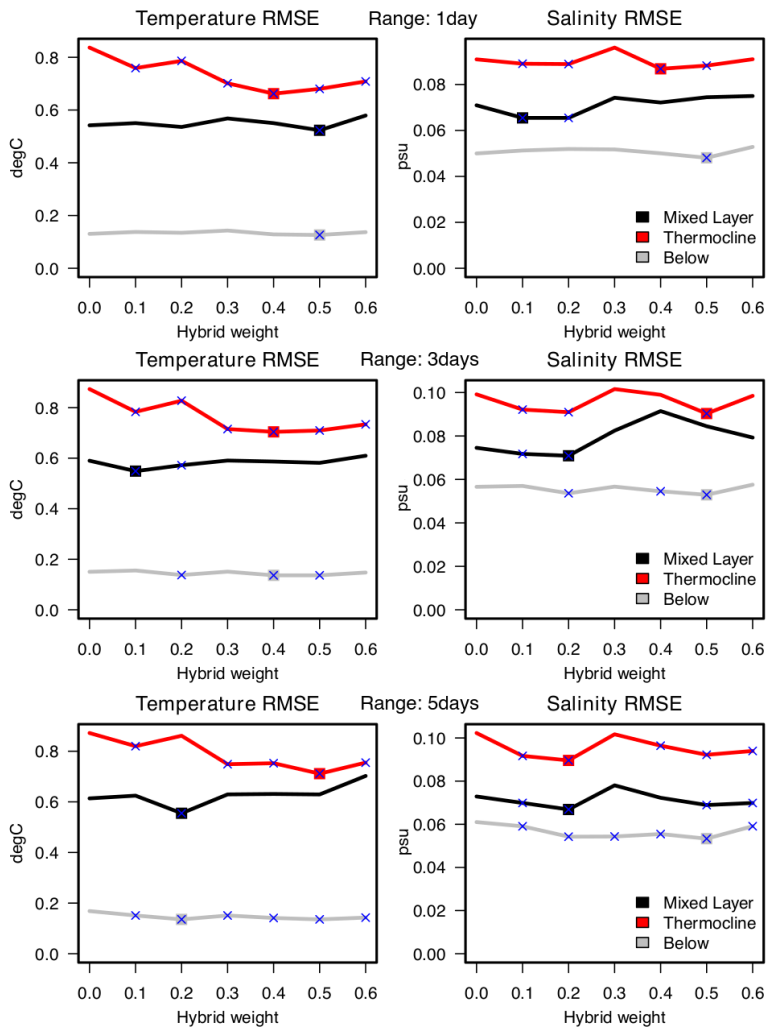 Temperature RMSE Range: 1day Salinity RMSE
degC
0.8
0.6
0.4
0.2
0.0
0.0 0.1 0.2 0.3 0.4 0.5 0.6
Hybrid weight
psu
0.08
0.06
0.04
0.02
0.00
Mixed Layer
Thermocline
Below
0.0 0.1 0.2 0.3 0.4 0.5 0.6
Hybrid weight
Temperature RMSE Range: 3days Salinity RMSE
degC
0.8
0.6
0.4
0.2
0.0
0.0 0.1 0.2 0.3 0.4 0.5 0.6
Hybrid weight
psu
0.10
0.08
0.06
0.04
0.02
0.00
Mixed Layer
Thermocline
Below
0.0 0.1 0.2 0.3 0.4 0.5 0.6
Hybrid weight
Temperature RMSE Range: 5days Salinity RMSE
degC
0.8
0.6
0.4
0.2
0.0
0.0 0.1 0.2 0.3 0.4 0.5 0.6
Hybrid weight
psu
0.10
0.08
0.06
0.04
0.02
0.00
Mixed Layer
Thermocline
Below
0.0 0.1 0.2 0.3 0.4 0.5 0.6
Hybrid weight